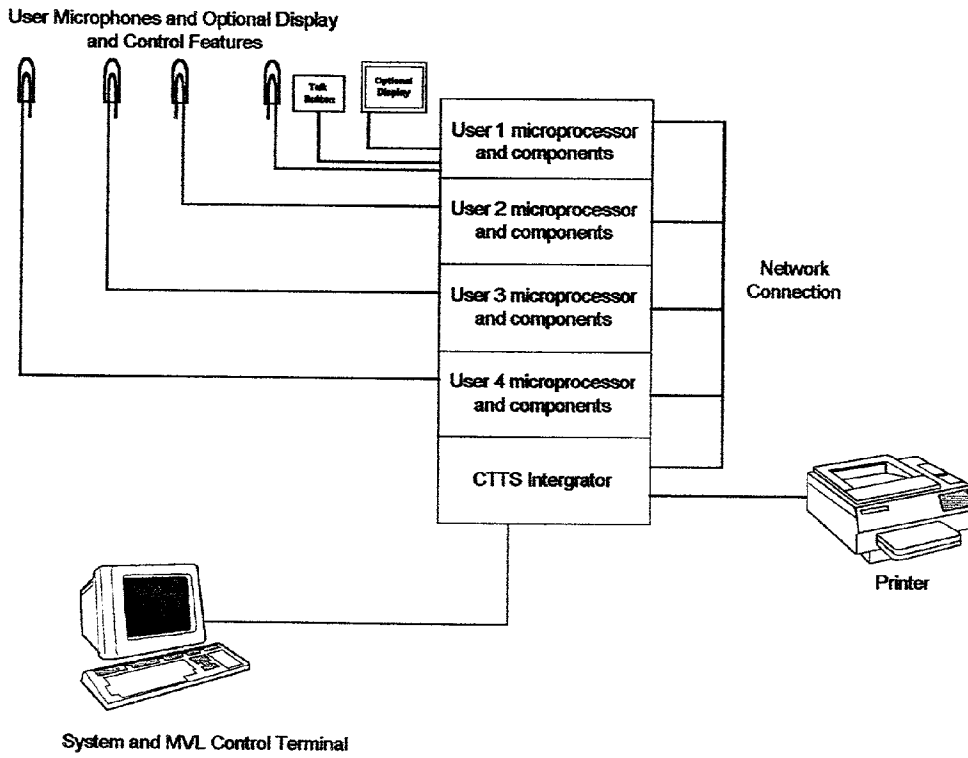 User Microphones and Optional Display
and Control Features
Talk
Button
Optional
Display
User 1 microprocessor
and components
User 2 microprocessor
and components
User 3 microprocessor
and components
User 4 microprocessor
and components
CTTS Intergrator
Network
Connection
Printer
System and MVL Control Terminal